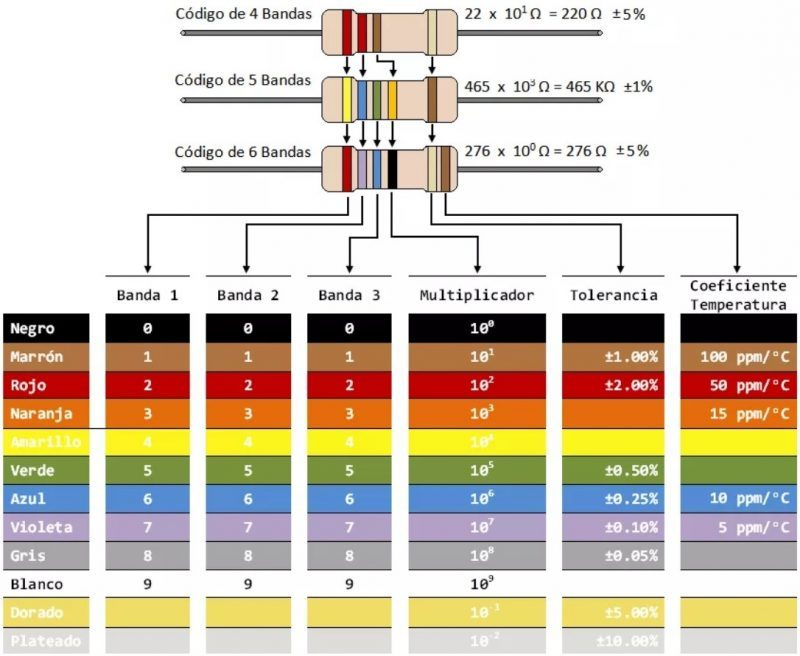 Código de 4 Bandas 22 x 10¹ Ω = 220 Ω ±5%
Código de 5 Bandas 465 x 10³ Ω = 465 KΩ ±1%
Código de 6 Bandas 276 x 10⁰ Ω = 276 Ω ±5%
Banda 1 Banda 2 Banda 3 Multiplicador Tolerancia Coeficiente Temperatura
Negro 0 0 0 10⁰
Marrón 1 1 1 10¹ ±1.00% 100 ppm/°C
Rojo 2 2 2 10² ±2.00% 50 ppm/°C
Naranja 3 3 3 10³ 15 ppm/°C
Amarillo 4 4 4 10⁴
Verde 5 5 5 10⁵ ±0.50%
Azul 6 6 6 10⁶ ±0.25% 10 ppm/°C
Violeta 7 7 7 10⁷ ±0.10% 5 ppm/°C
Gris 8 8 8 10⁸ ±0.05%
Blanco 9 9 9 10⁹
Dorado 10⁻¹ ±5.00%
Plateado 10⁻² ±10.00%